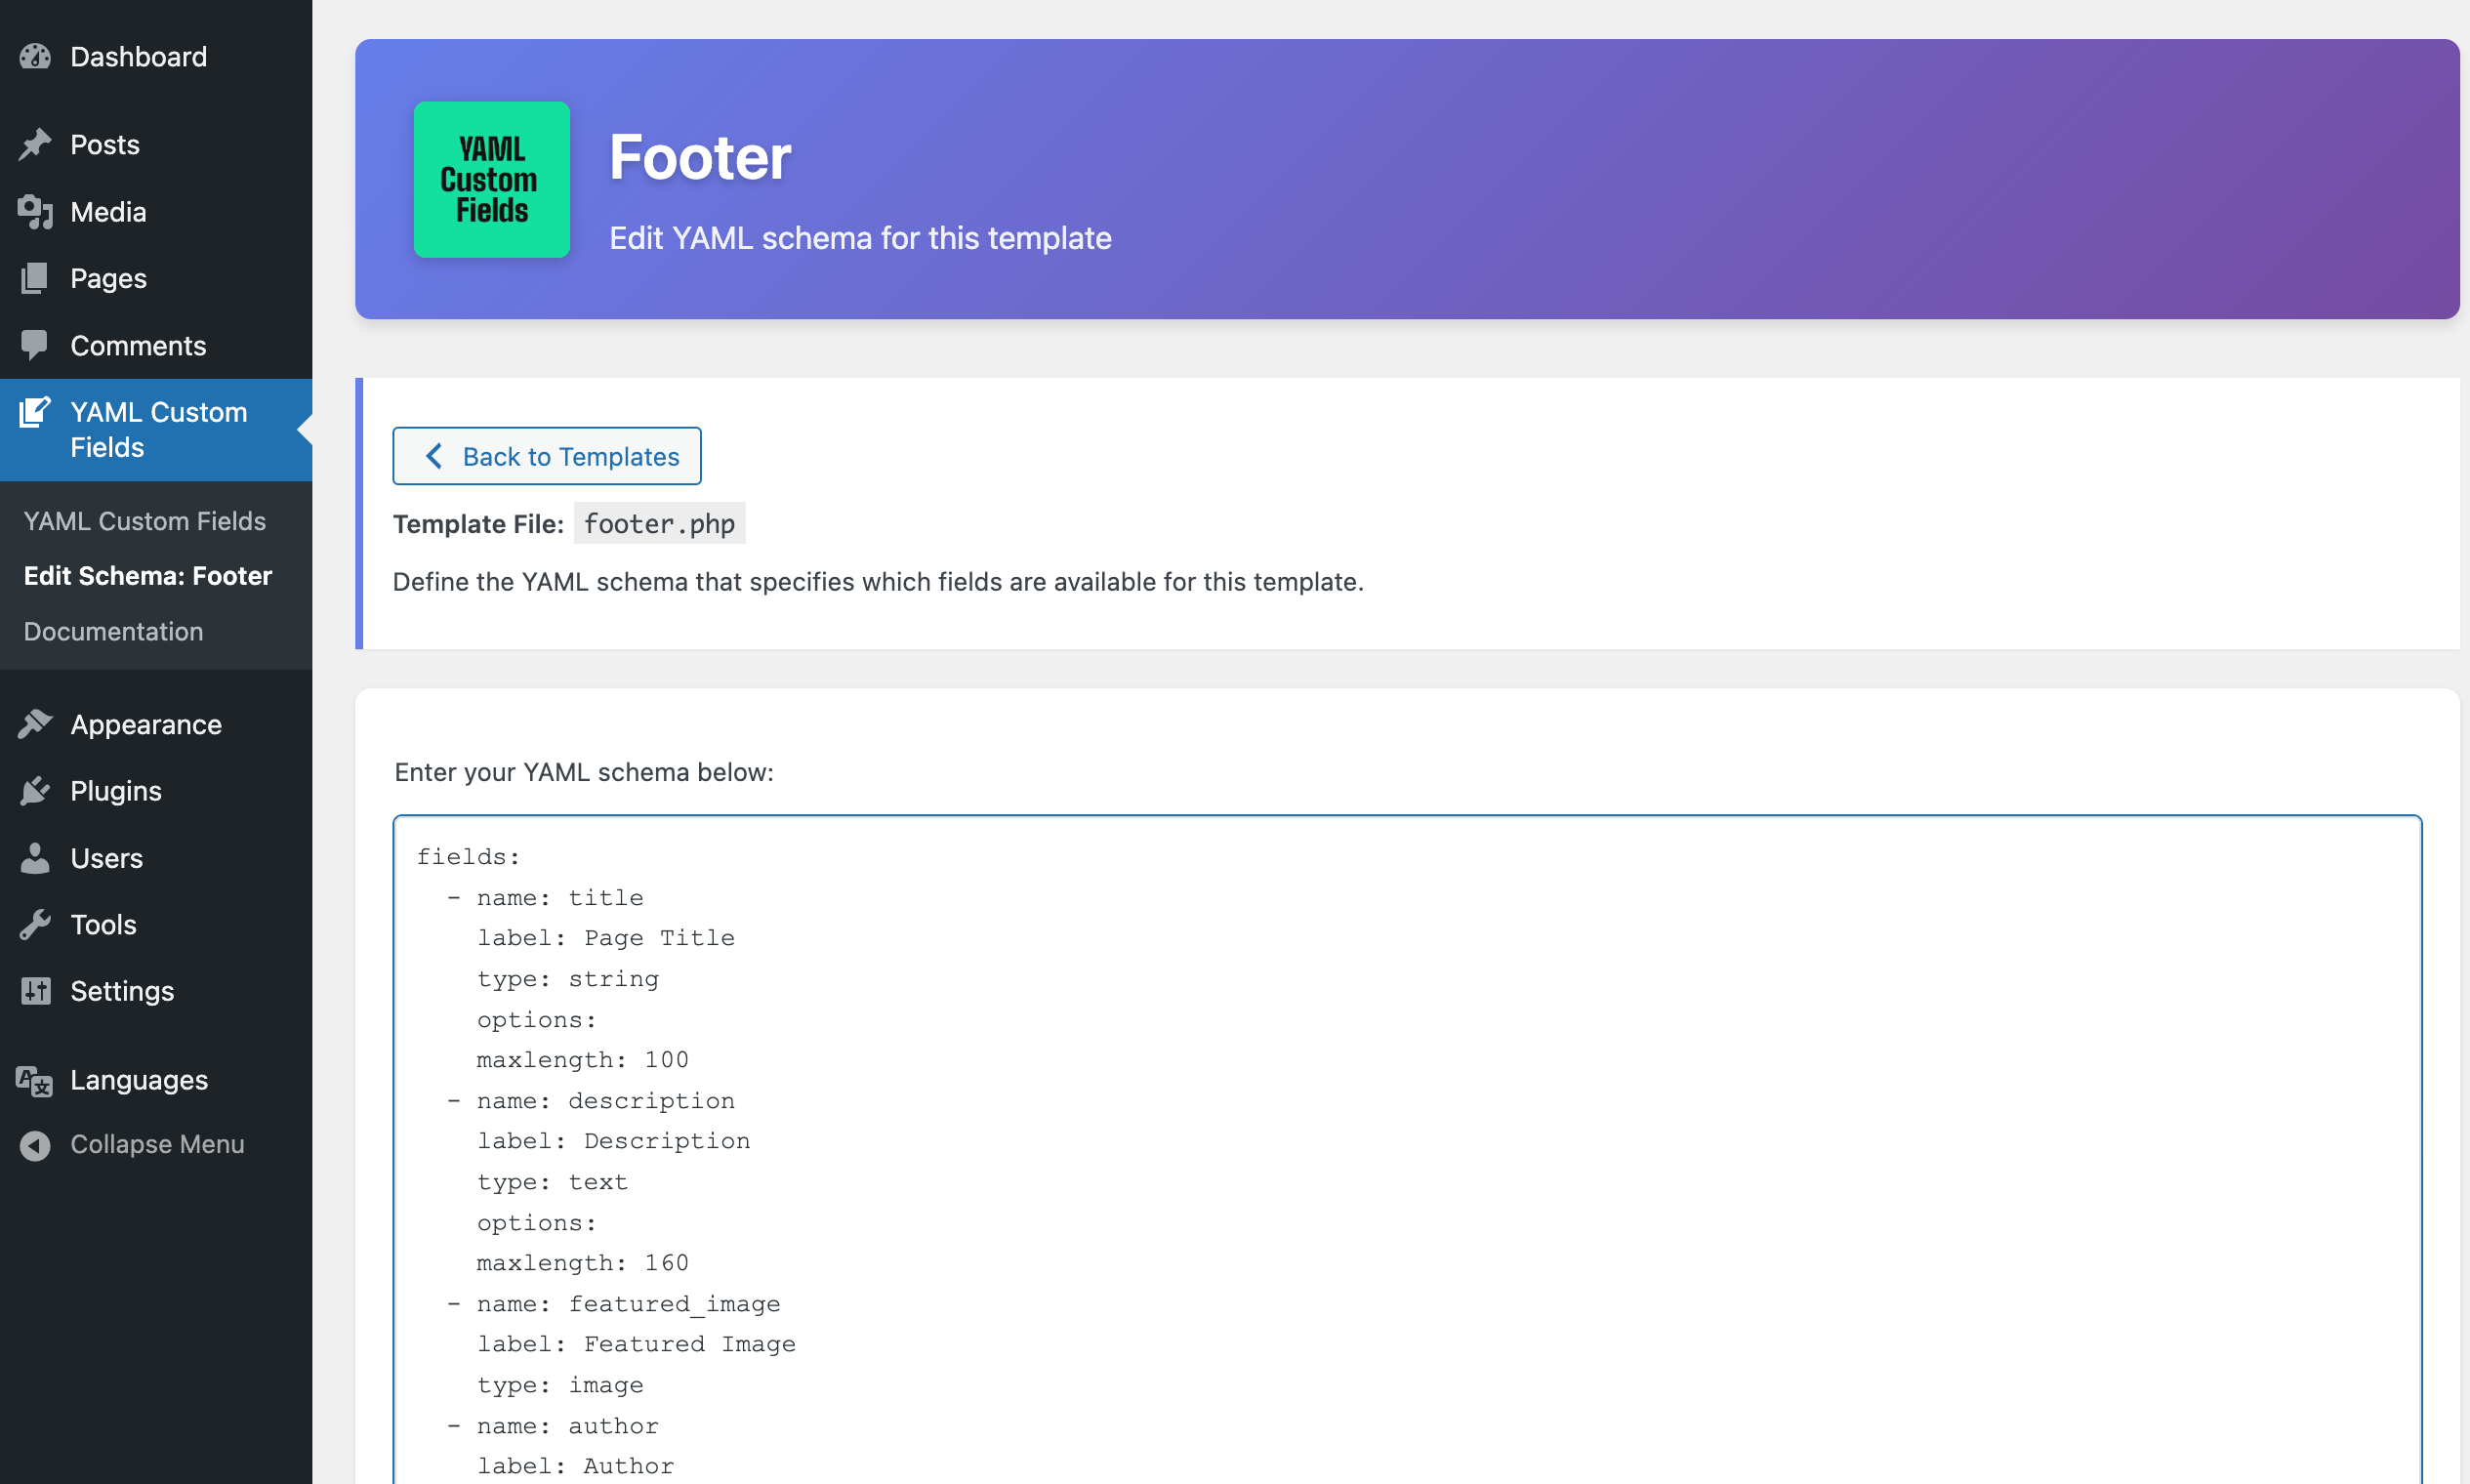 Dashboard
Posts
Media
Pages
Comments
YAML Custom
Fields
YAML Custom Fields
Edit Schema: Footer
Documentation
Appearance
Plugins
Users
Tools
Settings
Languages
Collapse Menu
YAML
Custom
Fields
Footer
Edit YAML schema for this template
Back to Templates
Template File: footer.php
Define the YAML schema that specifies which fields are available for this template.
Enter your YAML schema below:
fields:
  - name: title
    label: Page Title
    type: string
    options:
    maxlength: 100
  - name: description
    label: Description
    type: text
    options:
    maxlength: 160
  - name: featured_image
    label: Featured Image
    type: image
  - name: author
    label: Author